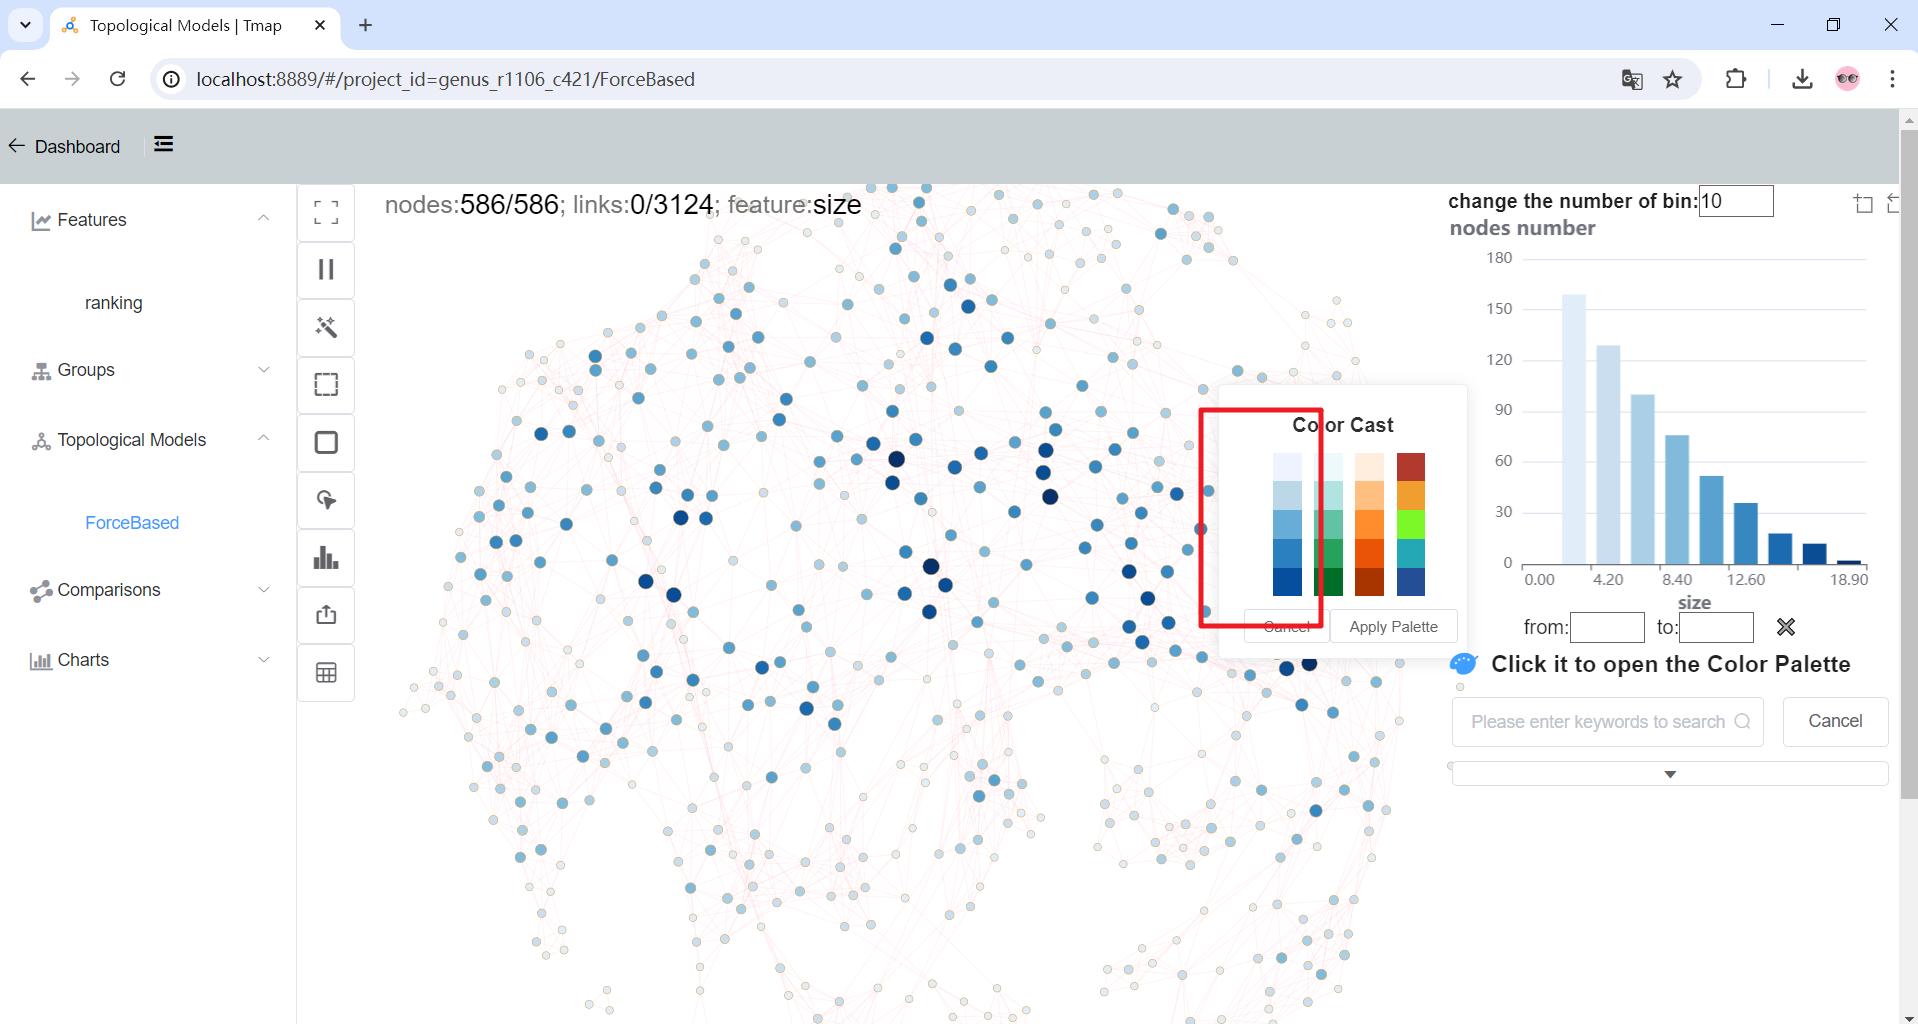 Topological Models | Tmap
localhost:8889/#/project_id=genus_r1106_c421/ForceBased
Dashboard
Features
ranking
Groups
Topological Models
ForceBased
Comparisons
Charts
nodes:586/586; links:0/3124; feature:size
change the number of bin:10
nodes number
180
150
120
90
60
30
0
0.00 4.20 8.40 12.60 18.90
size
from: to:
Click it to open the Color Palette
Please enter keywords to search
Cancel
Color Cast
Cancel
Apply Palette